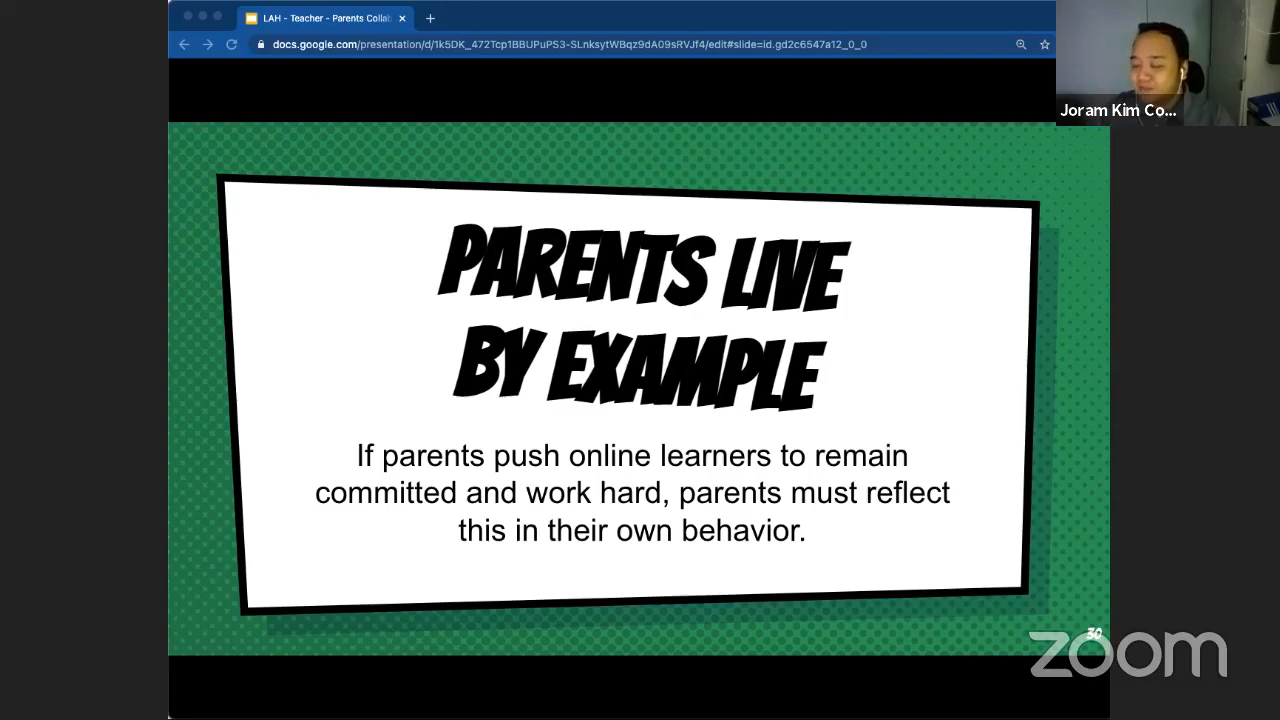 LAH - Teacher - Parents Collab
docs.google.com/presentation/d/1k5DK_472Tcp1BBUPuPS3-SLnksytWBqz9dA09sRVJf4/edit#slide=id.gd2c6547a12_0_0
Joram Kim Co...
PARENTS LIVE
BY EXAMPLE
If parents push online learners to remain
committed and work hard, parents must reflect
this in their own behavior.
30
zoom